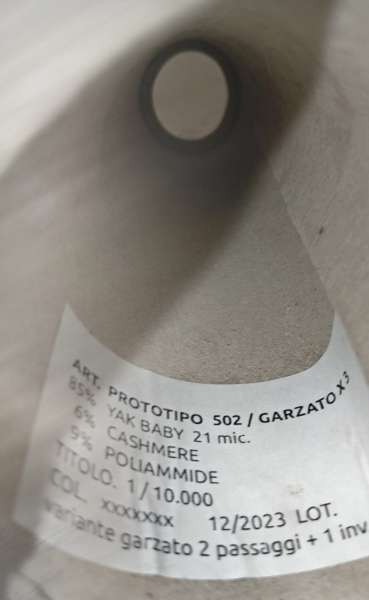 ART. PROTOTIPO 502 / GARZATO X 3
85% YAK BABY 21 mic.
6% CASHMERE
9% POLIAMMIDE
TITOLO. 1 / 10.000
COL. xxxxxxx 12/2023 LOT.
variante garzato 2 passaggi + 1 inv